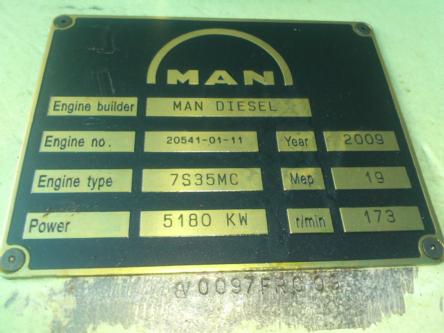 MAN
Engine builder MAN DIESEL
Engine no. 20541-01-11 Year 2009
Engine type 7S35MC Mep 19
Power 5180 KW r/min 173